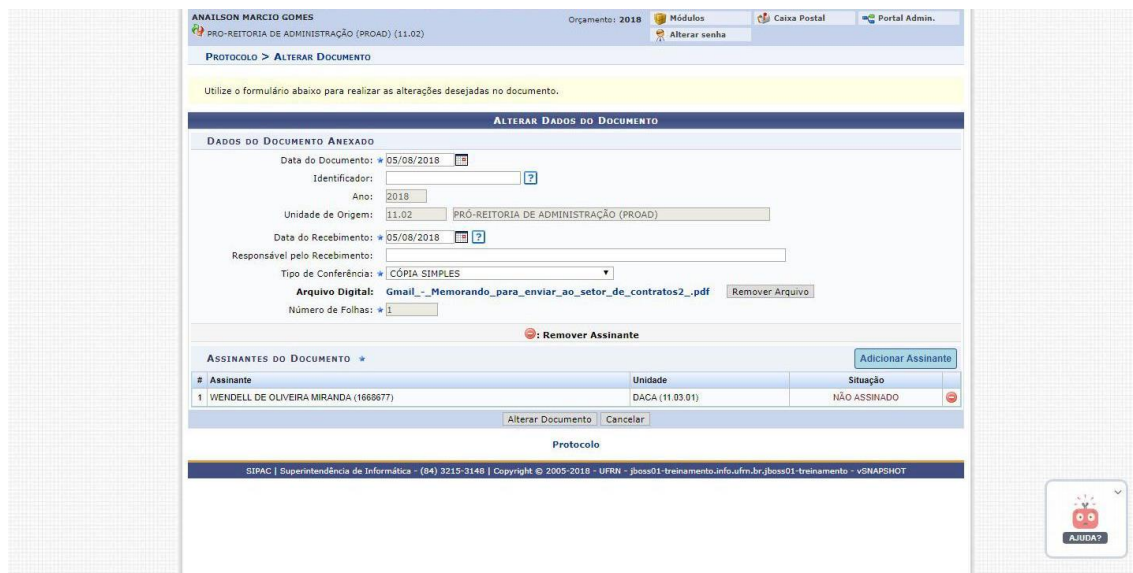 ANAILSON MARCIO GOMES Orçamento: 2018 Módulos Caixa Postal Portal Admin.
PRO-REITORIA DE ADMINISTRAÇÃO (PROAD) (11.02) Alterar senha
PROTOCOLO > ALTERAR DOCUMENTO
Utilize o formulário abaixo para realizar as alterações desejadas no documento.
ALTERAR DADOS DO DOCUMENTO
DADOS DO DOCUMENTO ANEXADO
Data do Documento: 05/08/2018
Identificador: ?
Ano: 2018
Unidade de Origem: 11.02 PRÓ-REITORIA DE ADMINISTRAÇÃO (PROAD)
Data do Recebimento: 05/08/2018 ?
Responsável pelo Recebimento:
Tipo de Conferência: CÓPIA SIMPLES
Arquivo Digital: Gmail_-_Memorando_para_enviar_ao_setor_de_contratos2_.pdf Remover Arquivo
Número de Folhas: 1
: Remover Assinante
ASSINANTES DO DOCUMENTO Adicionar Assinante
# Assinante Unidade Situação
1 WENDELL DE OLIVEIRA MIRANDA (1668677) DACA (11.03.01) NÃO ASSINADO
Alterar Documento Cancelar
Protocolo
SIPAC | Superintendência de Informática - (84) 3215-3148 | Copyright © 2005-2018 - UFRN - jboss01-treinamento.info.ufrn.br.jboss01-treinamento - vSNAPSHOT
AJUDA?